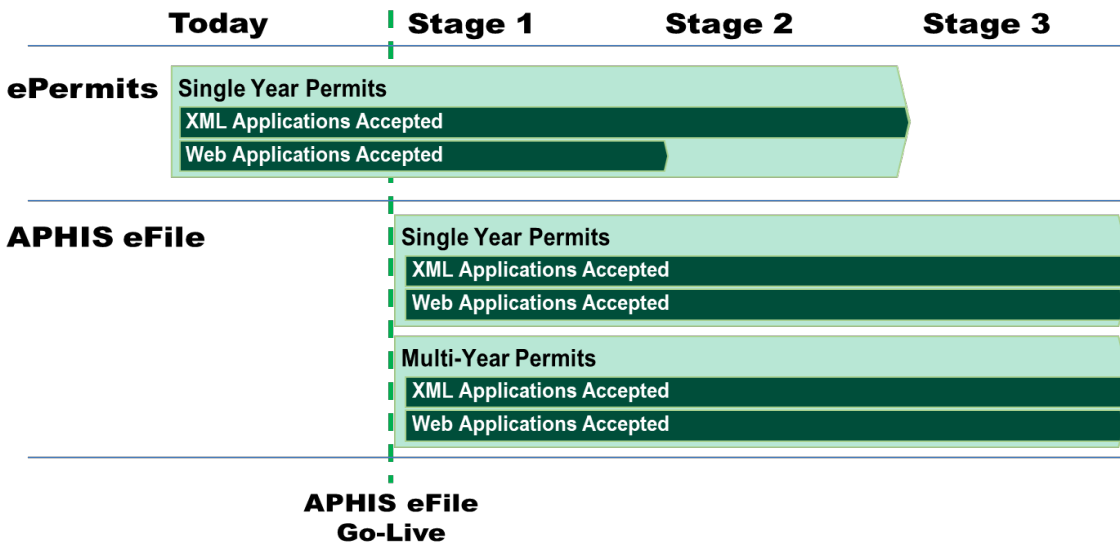 Today Stage 1 Stage 2 Stage 3
ePermits
Single Year Permits
XML Applications Accepted
Web Applications Accepted
APHIS eFile
Single Year Permits
XML Applications Accepted
Web Applications Accepted
Multi-Year Permits
XML Applications Accepted
Web Applications Accepted
APHIS eFile
Go-Live